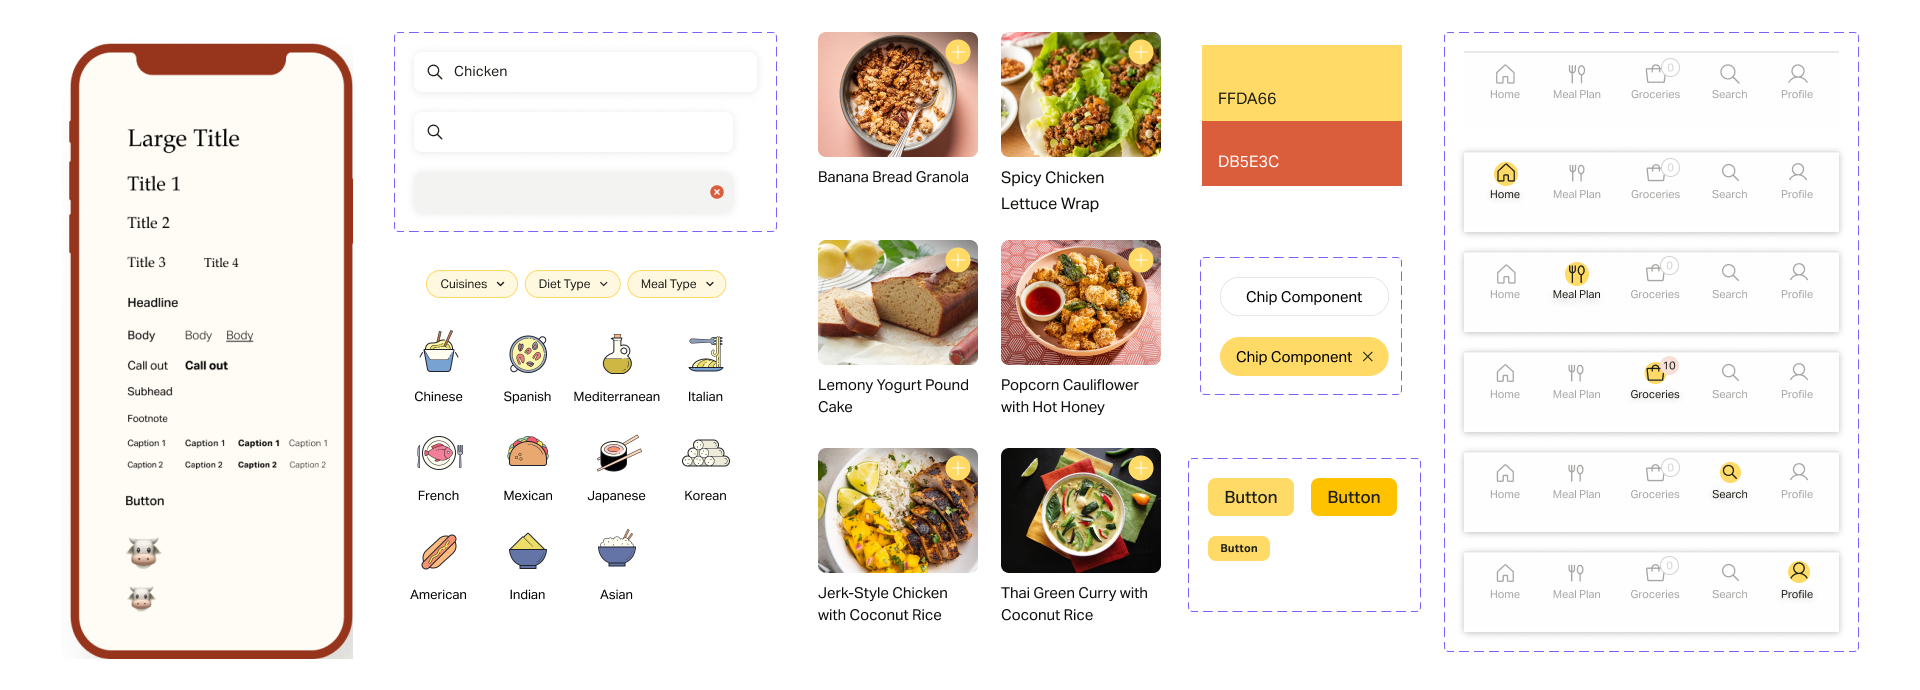 Large Title
Title 1
Title 2
Title 3 Title 4
Headline
Body Body Body
Call out Call out
Subhead
Footnote
Caption 1 Caption 1 Caption 1 Caption 1
Caption 2 Caption 2 Caption 2 Caption 2
Button
Chicken
Cuisines Diet Type Meal Type
Chinese Spanish Mediterranean Italian
French Mexican Japanese Korean
American Indian Asian
Banana Bread Granola
Spicy Chicken
Lettuce Wrap
Lemony Yogurt Pound
Cake
Popcorn Cauliflower
with Hot Honey
Jerk-Style Chicken
with Coconut Rice
Thai Green Curry with
Coconut Rice
FFDA66
DB5E3C
Chip Component
Chip Component
Button Button
Button
0
Home Meal Plan Groceries Search Profile
0
Home Meal Plan Groceries Search Profile
0
Home Meal Plan Groceries Search Profile
10
Home Meal Plan Groceries Search Profile
0
Home Meal Plan Groceries Search Profile
0
Home Meal Plan Groceries Search Profile